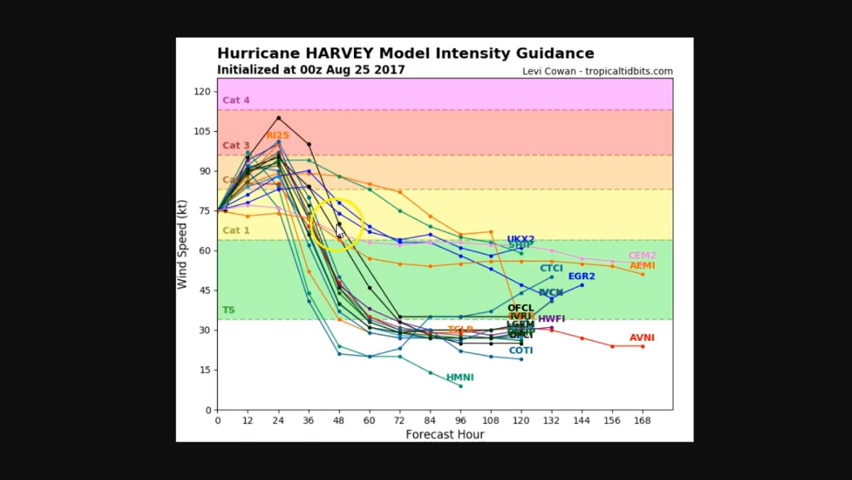 Hurricane HARVEY Model Intensity Guidance
Initialized at 00z Aug 25 2017
Levi Cowan - tropicaltidbits.com
Wind Speed (kt)
120
105
90
75
60
45
30
15
0
Cat 4
Cat 3
Cat 1
TS
RI25
UKX2
CEM2
AEMI
CTCI
EGR2
IVCN
OFCL
HWFI
TCLP
LGEM
OFCI
AVNI
COTI
HMNI
0 12 24 36 48 60 72 84 96 108 120 132 144 156 168
Forecast Hour